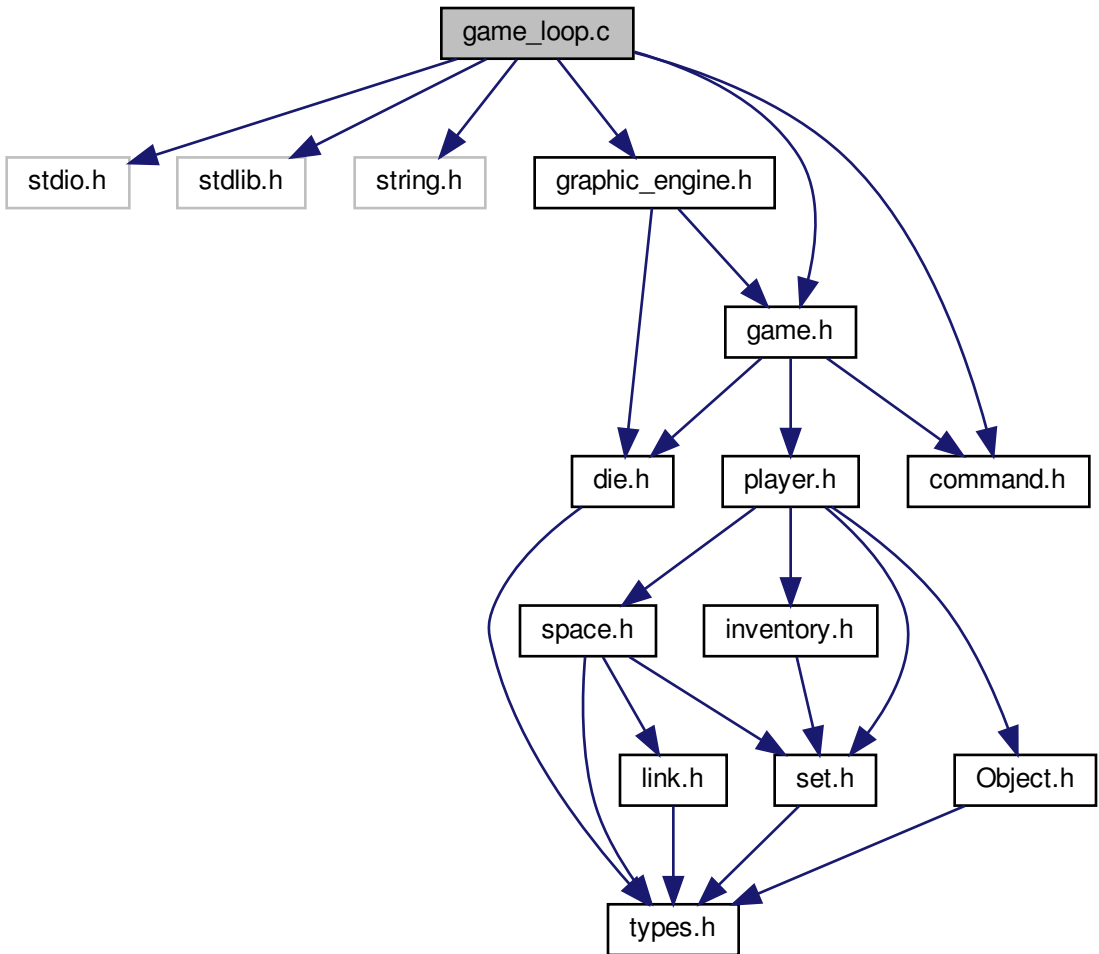 game_loop.c
stdio.h
stdlib.h
string.h
graphic_engine.h
game.h
die.h
player.h
command.h
space.h
inventory.h
link.h
set.h
Object.h
types.h